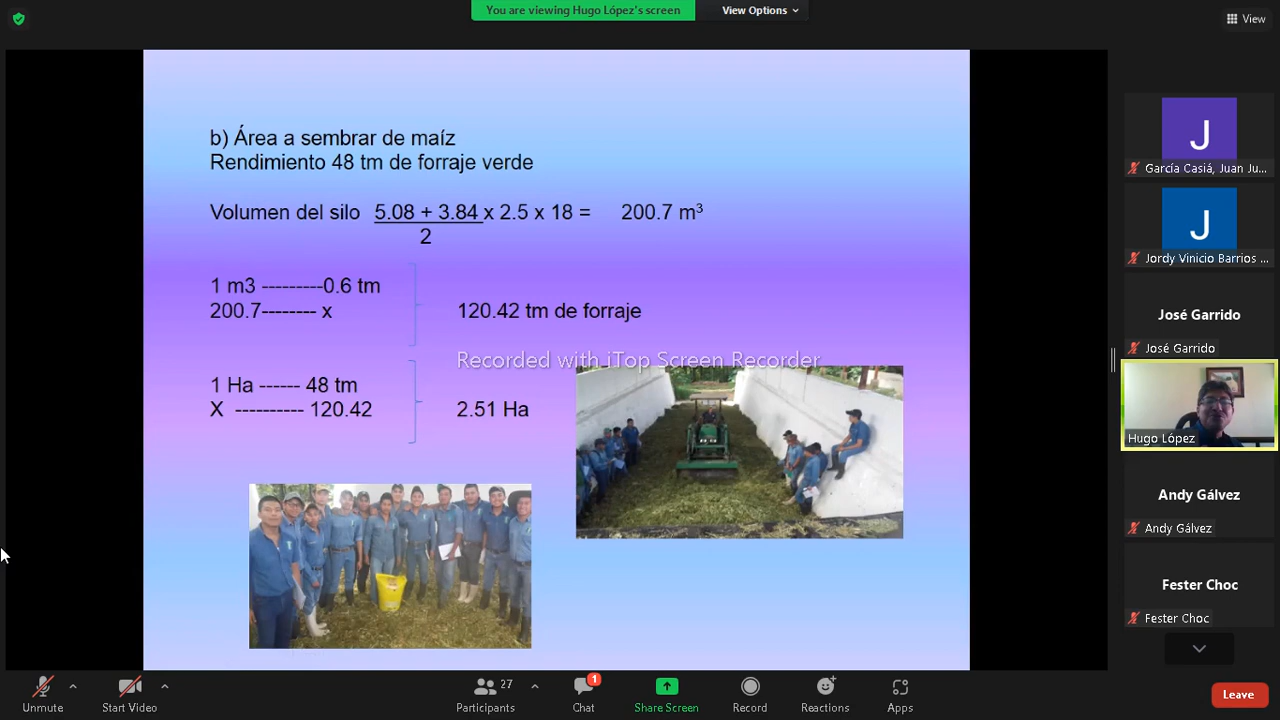 You are viewing Hugo López's screen
View Options
View
b) Área a sembrar de maíz
Rendimiento 48 tm de forraje verde
Volumen del silo 5.08 + 3.84 x 2.5 x 18 = 200.7 m³
2
1 m3 ---------0.6 tm
200.7-------- x
120.42 tm de forraje
Recorded with iTop Screen Recorder
1 Ha ------ 48 tm
X ---------- 120.42
2.51 Ha
J
García Casiá, Juan Ju...
J
Jordy Vinicio Barrios ...
José Garrido
José Garrido
Hugo López
Andy Gálvez
Andy Gálvez
Fester Choc
Fester Choc
Unmute
Start Video
Participants
27
Chat
1
Share Screen
Record
Reactions
Apps
Leave